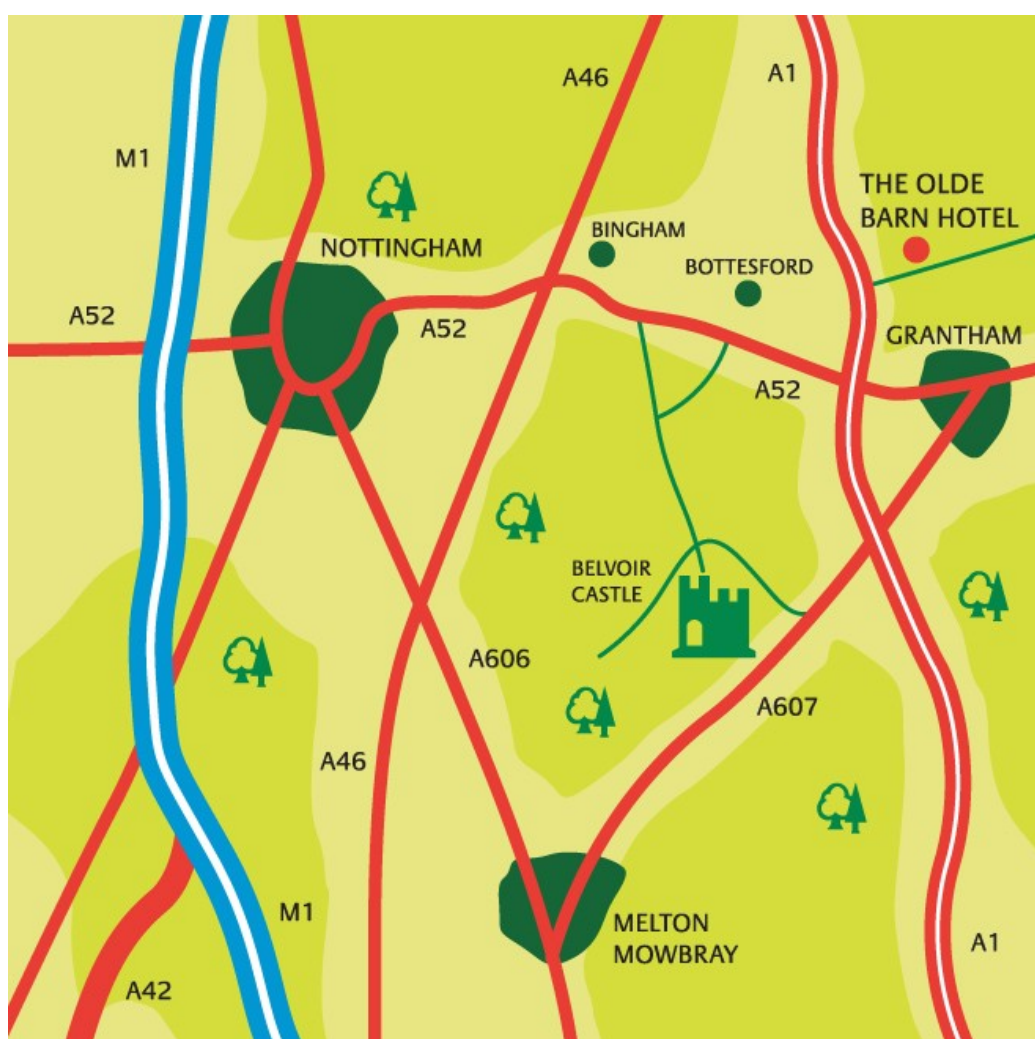 A46
A1
M1
THE OLDE
BARN HOTEL
BINGHAM
NOTTINGHAM
BOTTESFORD
A52
A52
GRANTHAM
A52
BELVOIR
CASTLE
A606
A607
A46
M1
MELTON
MOWBRAY
A1
A42